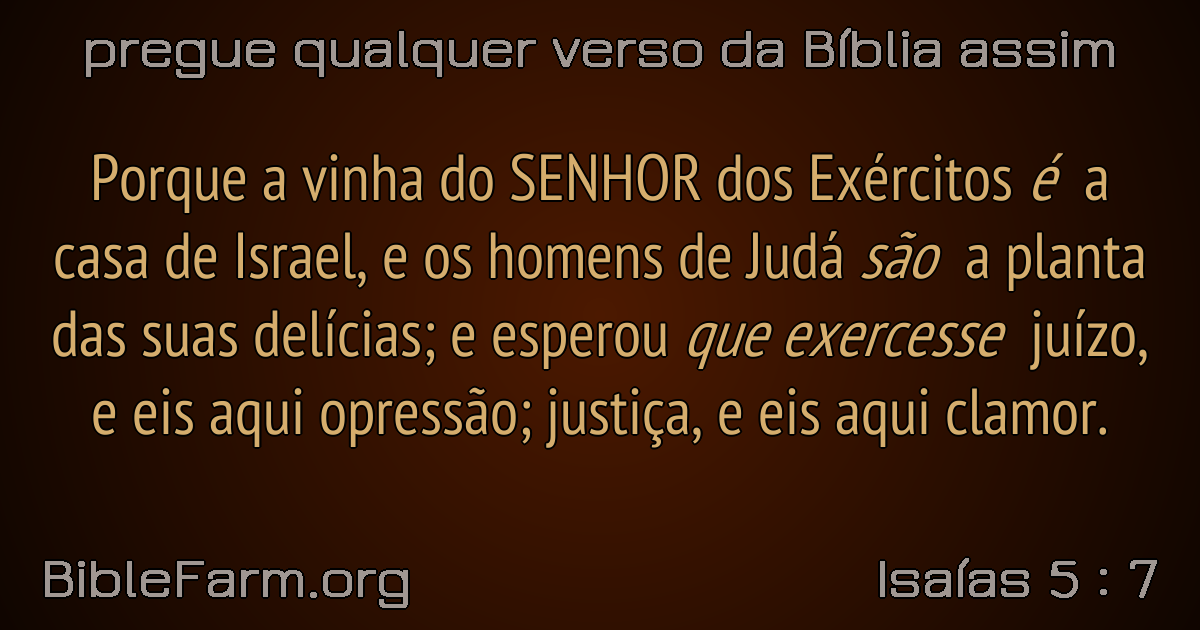 pregue qualquer verso da Bíblia assim
Porque a vinha do SENHOR dos Exércitos é a
casa de Israel, e os homens de Judá são a planta
das suas delícias; e esperou que exercesse juízo,
e eis aqui opressão; justiça, e eis aqui clamor.
BibleFarm.org
Isaías 5 : 7